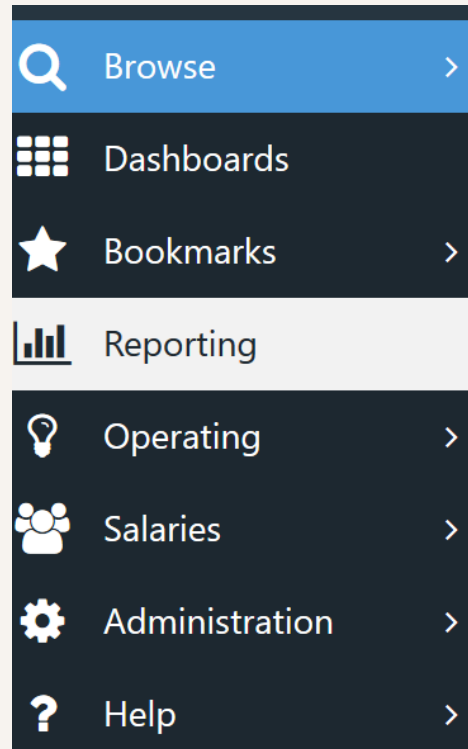 Browse
Dashboards
Bookmarks
Reporting
Operating
Salaries
Administration
Help